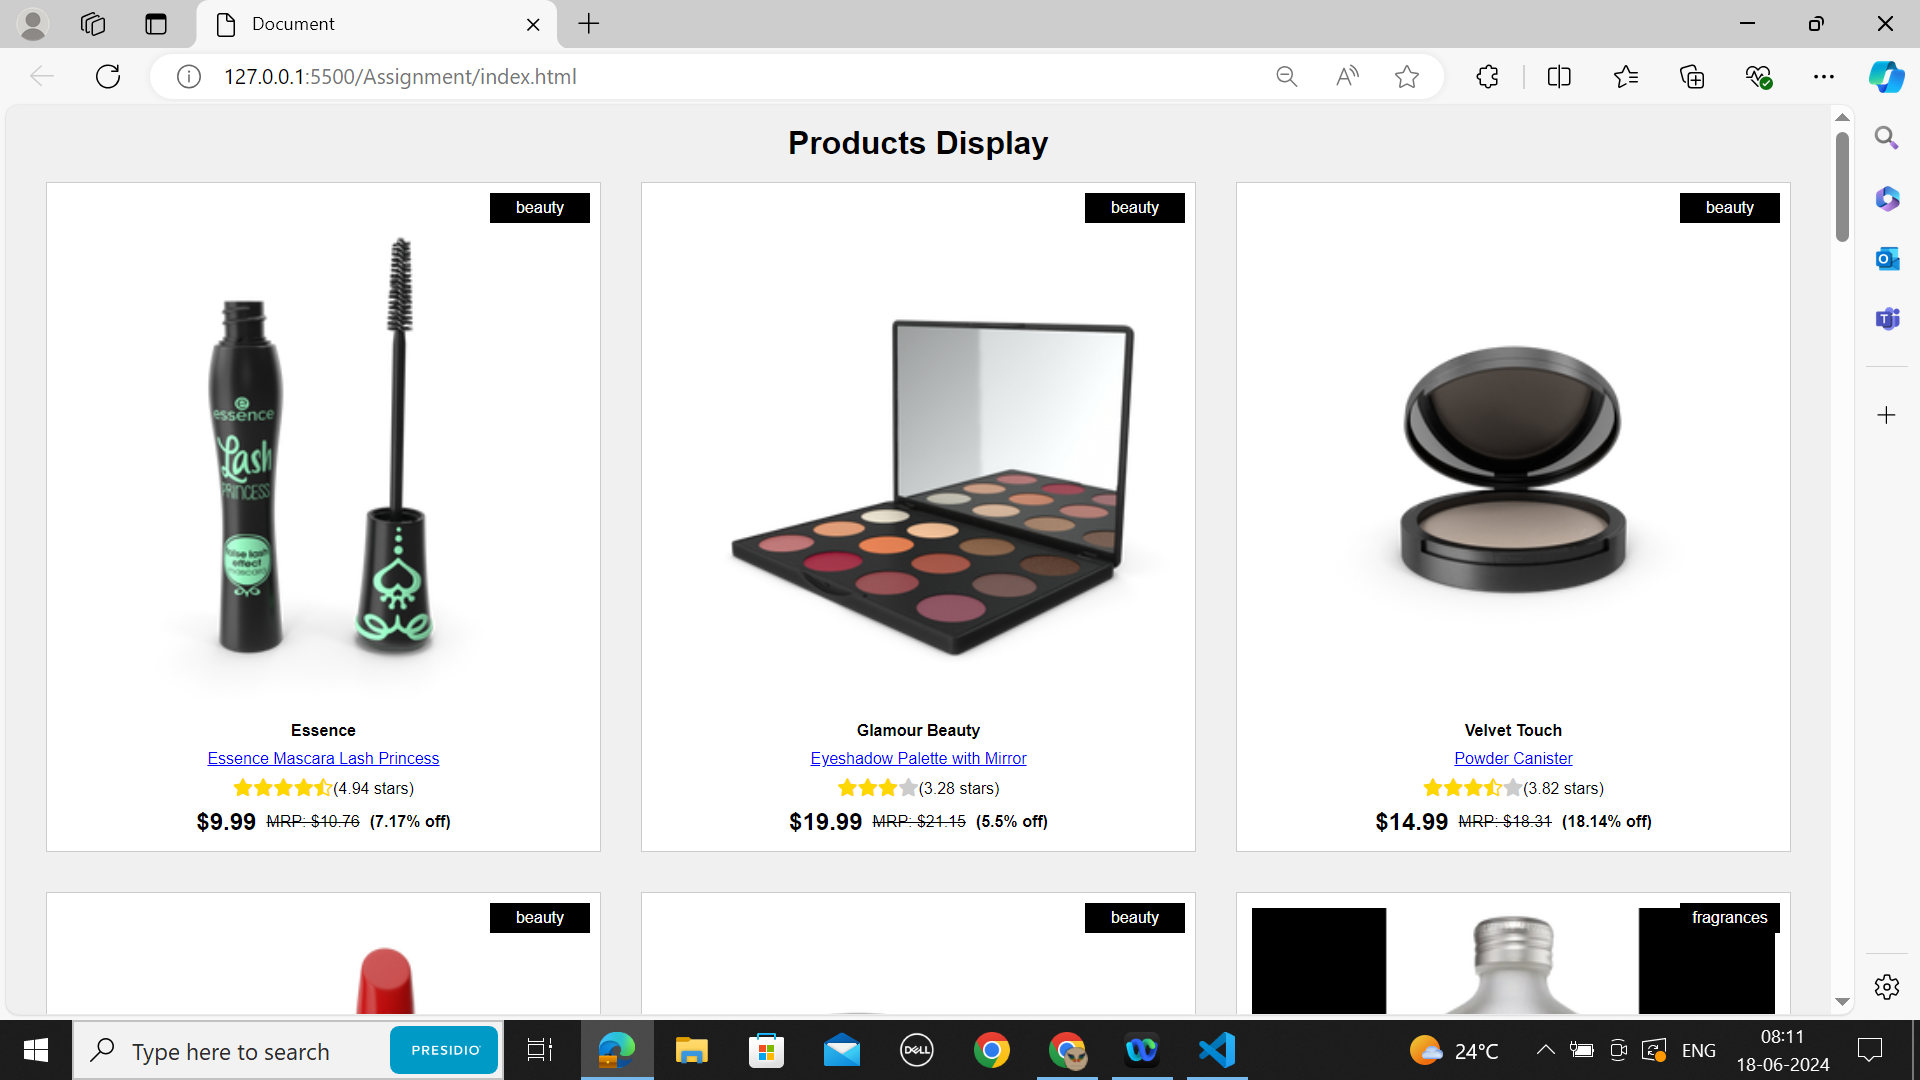 Document
127.0.0.1:5500/Assignment/index.html
Products Display
beauty
beauty
beauty
essence
Lash
PRINCESS
false lash
effect
mascara
Essence
Essence Mascara Lash Princess
(4.94 stars)
$9.99 MRP: $10.76 (7.17% off)
Glamour Beauty
Eyeshadow Palette with Mirror
(3.28 stars)
$19.99 MRP: $21.15 (5.5% off)
Velvet Touch
Powder Canister
(3.82 stars)
$14.99 MRP: $18.31 (18.14% off)
beauty
beauty
fragrances
Type here to search
PRESIDIO
DELL
24°C
ENG
08:11
18-06-2024